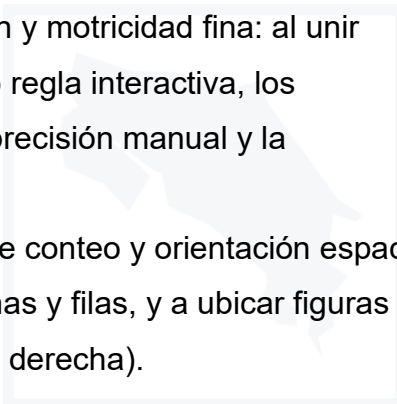 n y motricidad fina: al unir
regla interactiva, los
precisión manual y la
e conteo y orientación espac
nas y filas, y a ubicar figuras
derecha).